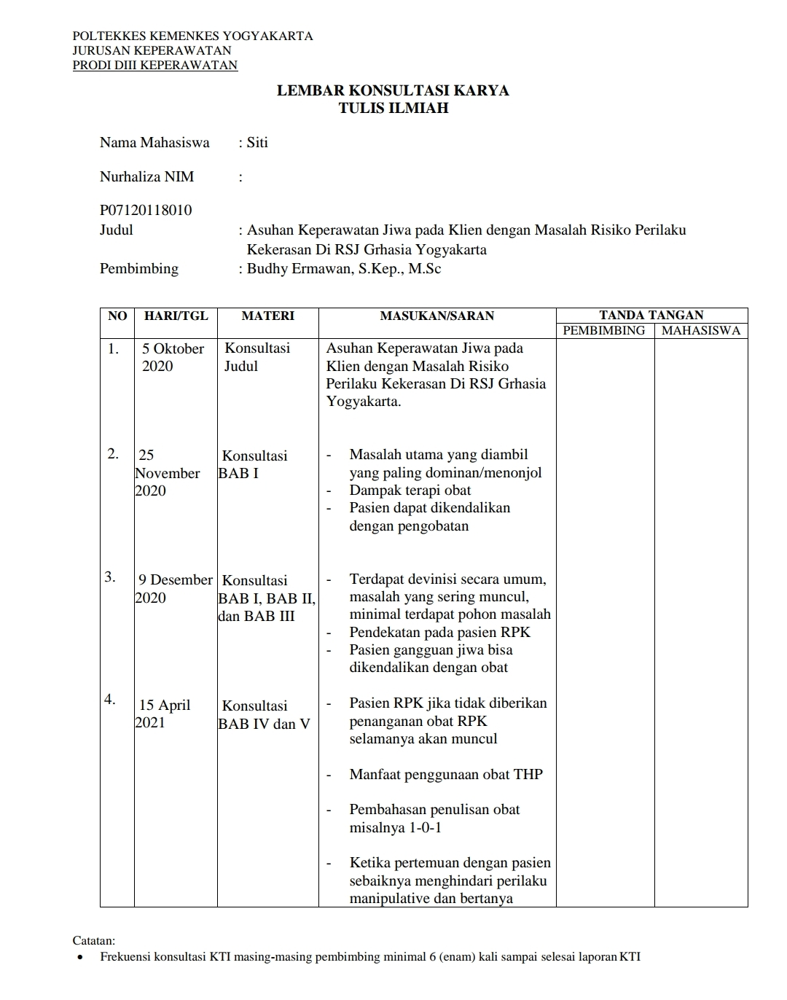 POLTEKKES KEMENKES YOGYAKARTA
JURUSAN KEPERAWATAN
PRODI DIII KEPERAWATAN
LEMBAR KONSULTASI KARYA
TULIS ILMIAH
Nama Mahasiswa : Siti
Nurhaliza NIM :
P07120118010
Judul : Asuhan Keperawatan Jiwa pada Klien dengan Masalah Risiko Perilaku
Kekerasan Di RSJ Grhasia Yogyakarta
Pembimbing : Budhy Ermawan, S.Kep., M.Sc
NO HARI/TGL MATERI MASUKAN/SARAN TANDA TANGAN
PEMBIMBING MAHASISWA
1. 5 Oktober Konsultasi Asuhan Keperawatan Jiwa pada
2020 Judul Klien dengan Masalah Risiko
Perilaku Kekerasan Di RSJ Grhasia
Yogyakarta.
2. 25 Konsultasi - Masalah utama yang diambil
November BAB I yang paling dominan/menonjol
2020 - Dampak terapi obat
- Pasien dapat dikendalikan
dengan pengobatan
3. 9 Desember Konsultasi - Terdapat devinisi secara umum,
2020 BAB I, BAB II, masalah yang sering muncul,
dan BAB III minimal terdapat pohon masalah
- Pendekatan pada pasien RPK
- Pasien gangguan jiwa bisa
dikendalikan dengan obat
4. 15 April Konsultasi - Pasien RPK jika tidak diberikan
2021 BAB IV dan V penanganan obat RPK
selamanya akan muncul
- Manfaat penggunaan obat THP
- Pembahasan penulisan obat
misalnya 1-0-1
- Ketika pertemuan dengan pasien
sebaiknya menghindari perilaku
manipulative dan bertanya
Catatan:
• Frekuensi konsultasi KTI masing-masing pembimbing minimal 6 (enam) kali sampai selesai laporan KTI